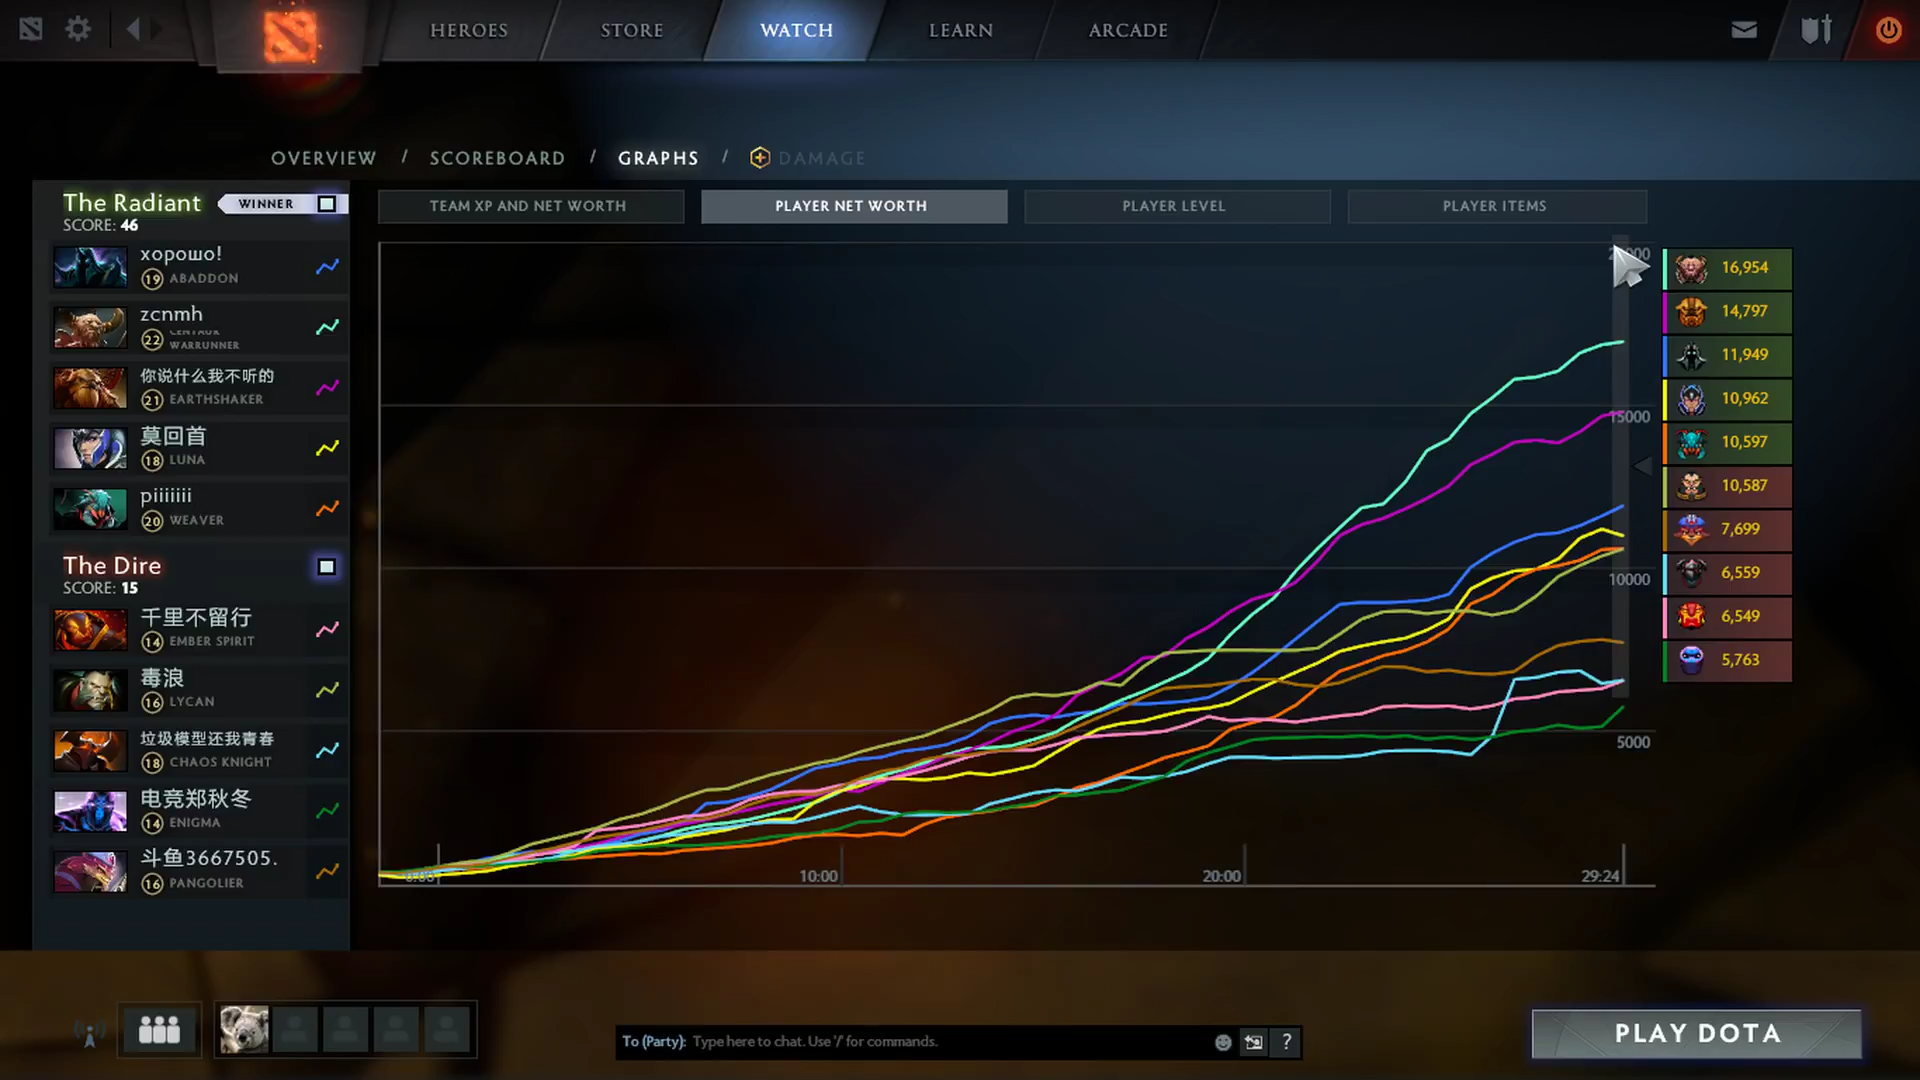 HEROES
STORE
WATCH
LEARN
ARCADE
OVERVIEW / SCOREBOARD / GRAPHS / DAMAGE
The Radiant
WINNER
SCORE: 46
хорошо!
19 ABADDON
zcnmh
22 CENTAUR WARRUNNER
你说什么我不听的
21 EARTHSHAKER
莫回首
18 LUNA
piiiiiii
20 WEAVER
The Dire
SCORE: 15
千里不留行
14 EMBER SPIRIT
毒浪
16 LYCAN
垃圾模型还我青春
18 CHAOS KNIGHT
电竞郑秋冬
14 ENIGMA
斗鱼3667505.
16 PANGOLIER
TEAM XP AND NET WORTH
PLAYER NET WORTH
PLAYER LEVEL
PLAYER ITEMS
15000
10000
5000
0:00
10:00
20:00
29:24
16,954
14,797
11,949
10,962
10,597
10,587
7,699
6,559
6,549
5,763
To (Party): Type here to chat. Use '/' for commands.
?
PLAY DOTA